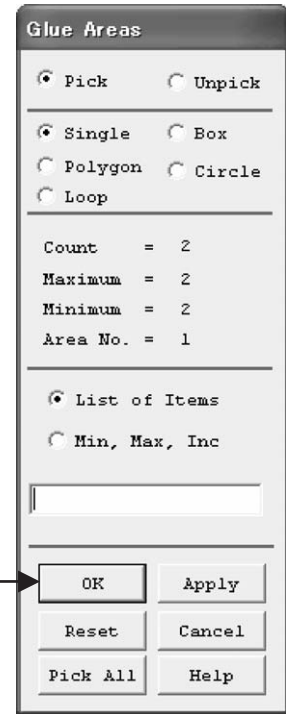 Glue Areas
Pick Unpick
Single Box
Polygon Circle
Loop
Count = 2
Maximum = 2
Minimum = 2
Area No. = 1
List of Items
Min, Max, Inc
OK Apply
Reset Cancel
Pick All Help